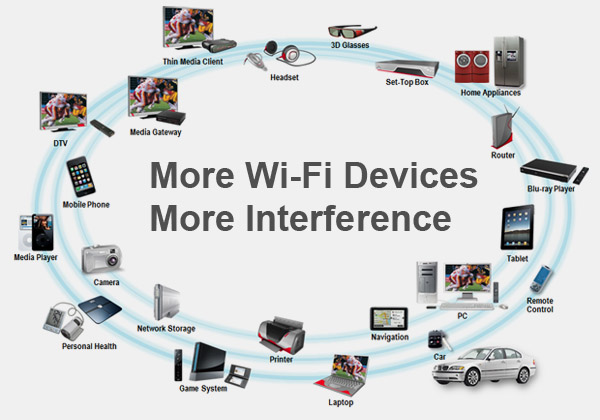 3D Glasses
Thin Media Client
Headset
Set-Top Box
Home Appliances
DTV
Media Gateway
Router
Blu-ray Player
More Wi-Fi Devices
More Interference
Mobile Phone
Media Player
Tablet
Camera
Remote
Control
PC
Network Storage
Navigation
Personal Health
Printer
Car
Game System
Laptop